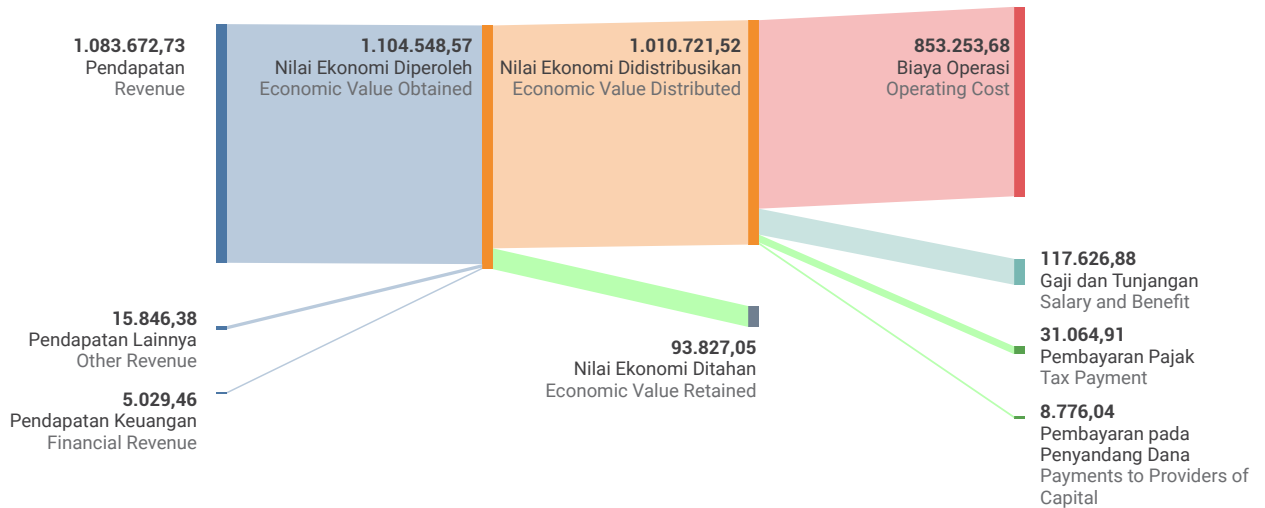 1.083.672,73
Pendapatan
Revenue
15.846,38
Pendapatan Lainnya
Other Revenue
5.029,46
Pendapatan Keuangan
Financial Revenue
1.104.548,57
Nilai Ekonomi Diperoleh
Economic Value Obtained
1.010.721,52
Nilai Ekonomi Didistribusikan
Economic Value Distributed
93.827,05
Nilai Ekonomi Ditahan
Economic Value Retained
853.253,68
Biaya Operasi
Operating Cost
117.626,88
Gaji dan Tunjangan
Salary and Benefit
31.064,91
Pembayaran Pajak
Tax Payment
8.776,04
Pembayaran pada
Penyandang Dana
Payments to Providers of
Capital